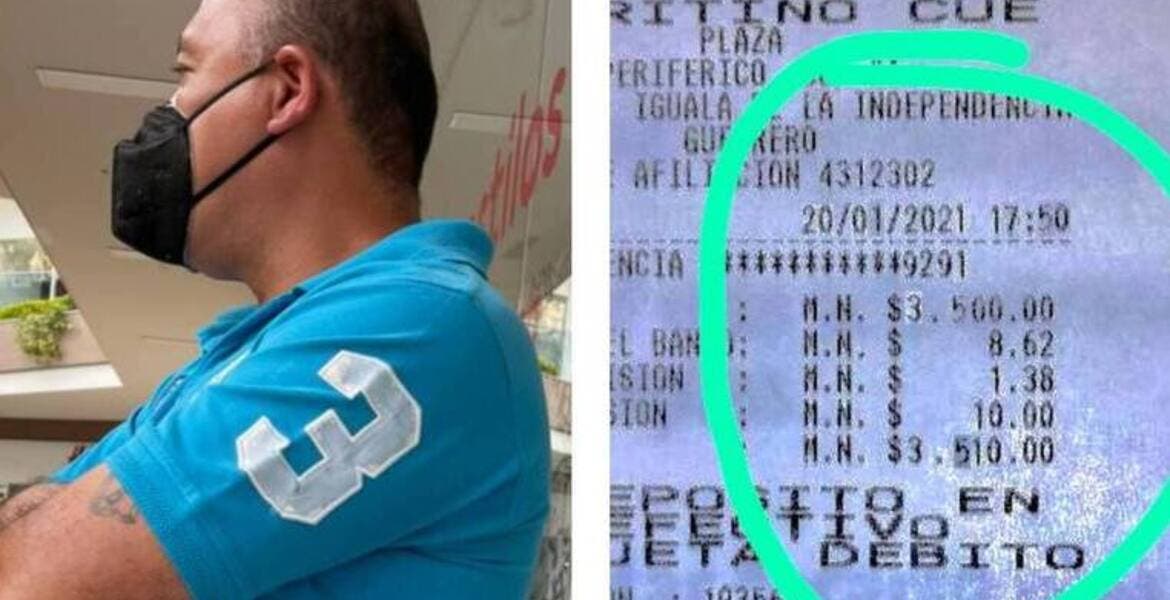 3
RITINO CUE
PLAZA
PERIFERICO
IGUALA DE LA INDEPENDENCIA
GUERRERO
AFILIACION 4312302
20/01/2021 17:50
ENCIA ************9291
: M.N. $3.500.00
EL BANCO: M.N. $ 8.62
ISION : M.N. $ 1.38
SION : M.N. $ 10.00
: M.N. $3.510.00
EPOSITO EN
EFECTIVO
JETA DEBITO